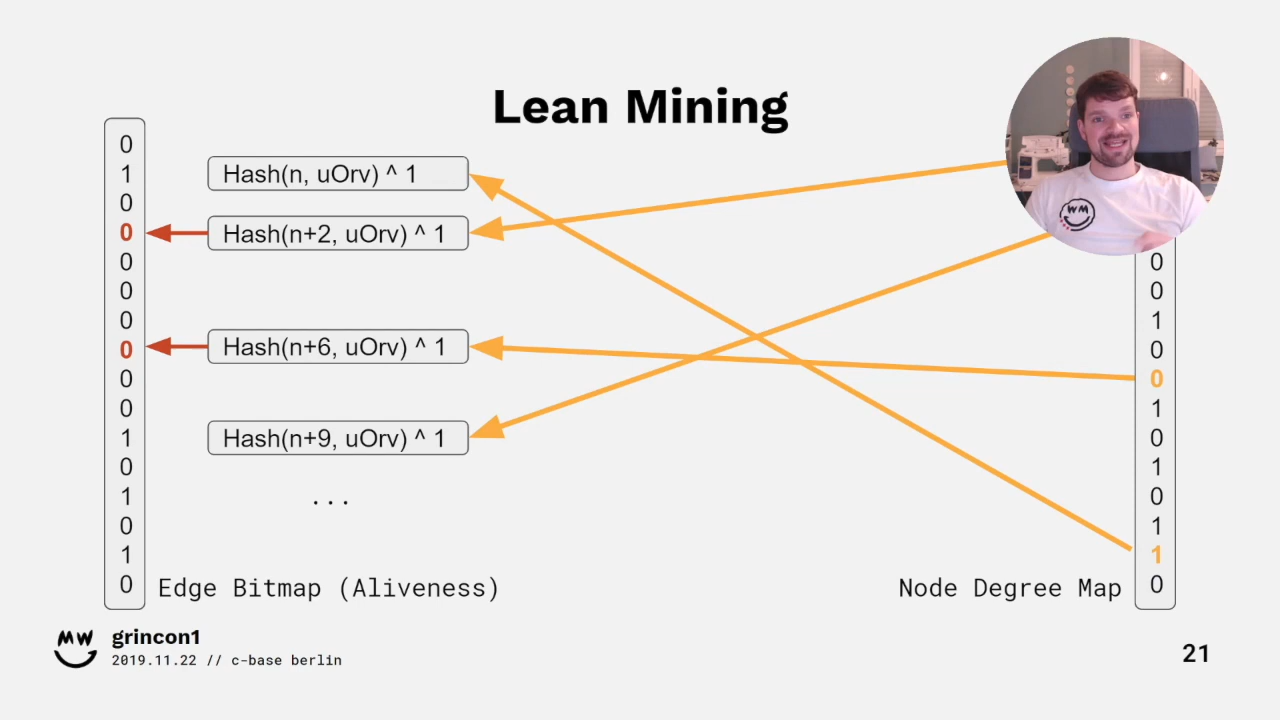 Lean Mining
0
1
0
0
0
0
0
0
0
0
1
0
1
0
1
0
Hash(n, uOrv) ^ 1
Hash(n+2, uOrv) ^ 1
Hash(n+6, uOrv) ^ 1
Hash(n+9, uOrv) ^ 1
...
WM
0
0
1
0
0
1
0
1
0
1
1
0
Edge Bitmap (Aliveness)
Node Degree Map
MW
grincon1
2019.11.22 // c-base berlin
21